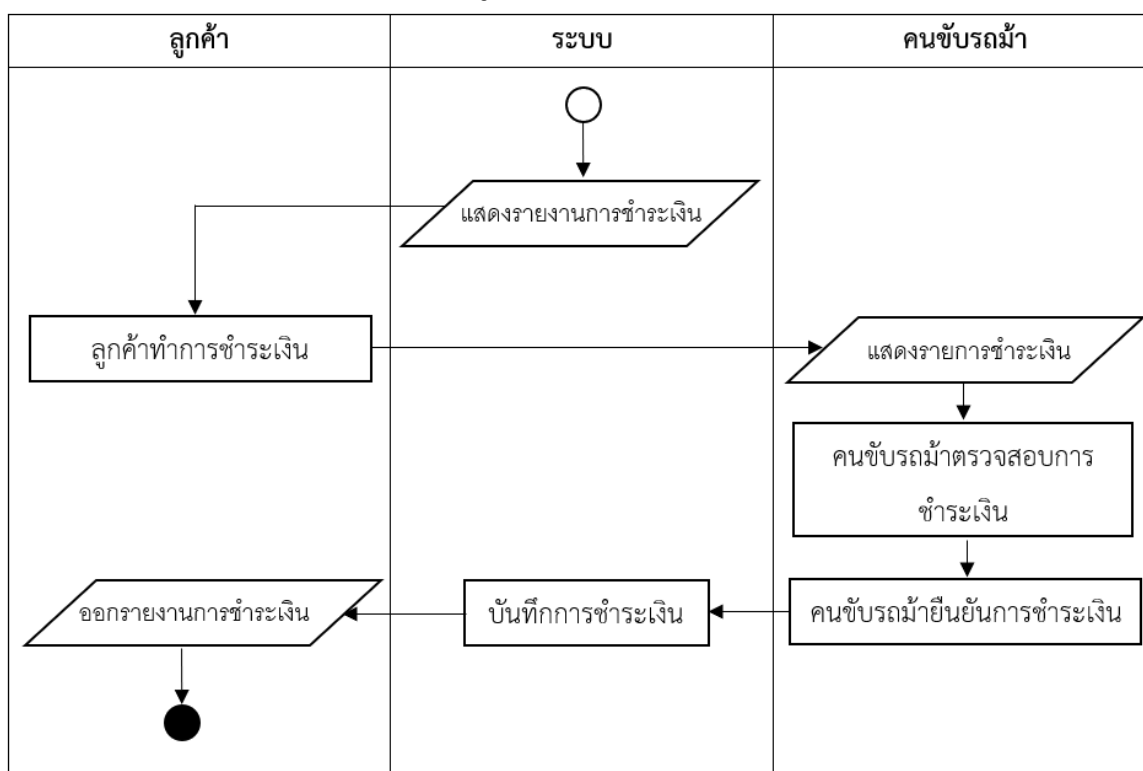 ลูกค้า
ระบบ
คนขับรถม้า
แสดงรายงานการชำระเงิน
ลูกค้าทำการชำระเงิน
แสดงรายการชำระเงิน
คนขับรถม้าตรวจสอบการ
ชำระเงิน
ออกรายงานการชำระเงิน
บันทึกการชำระเงิน
คนขับรถม้ายืนยันการชำระเงิน